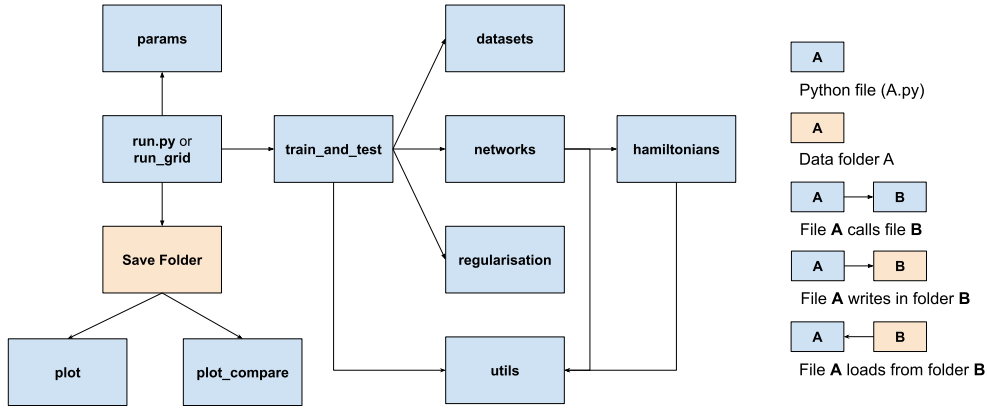 params
datasets
run.py or
run_grid
train_and_test
networks
hamiltonians
Save Folder
regularisation
plot
plot_compare
utils
A
Python file (A.py)
A
Data folder A
A
B
File A calls file B
A
B
File A writes in folder B
A
B
File A loads from folder B